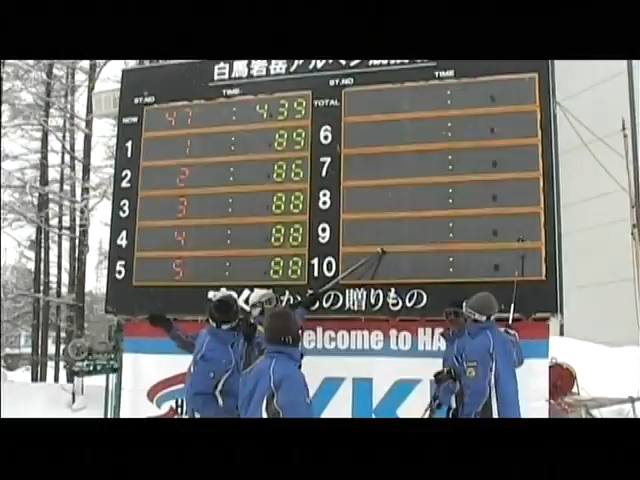 白馬岩岳アルペン
ST.NO TIME ST.NO TIME
NOW 47 : 4.39 TOTAL
1 1 : .89 6
2 2 : .86 7
3 3 : .88 8
4 4 : .88 9
5 5 : .88 10
からの贈りもの
elcome to HA